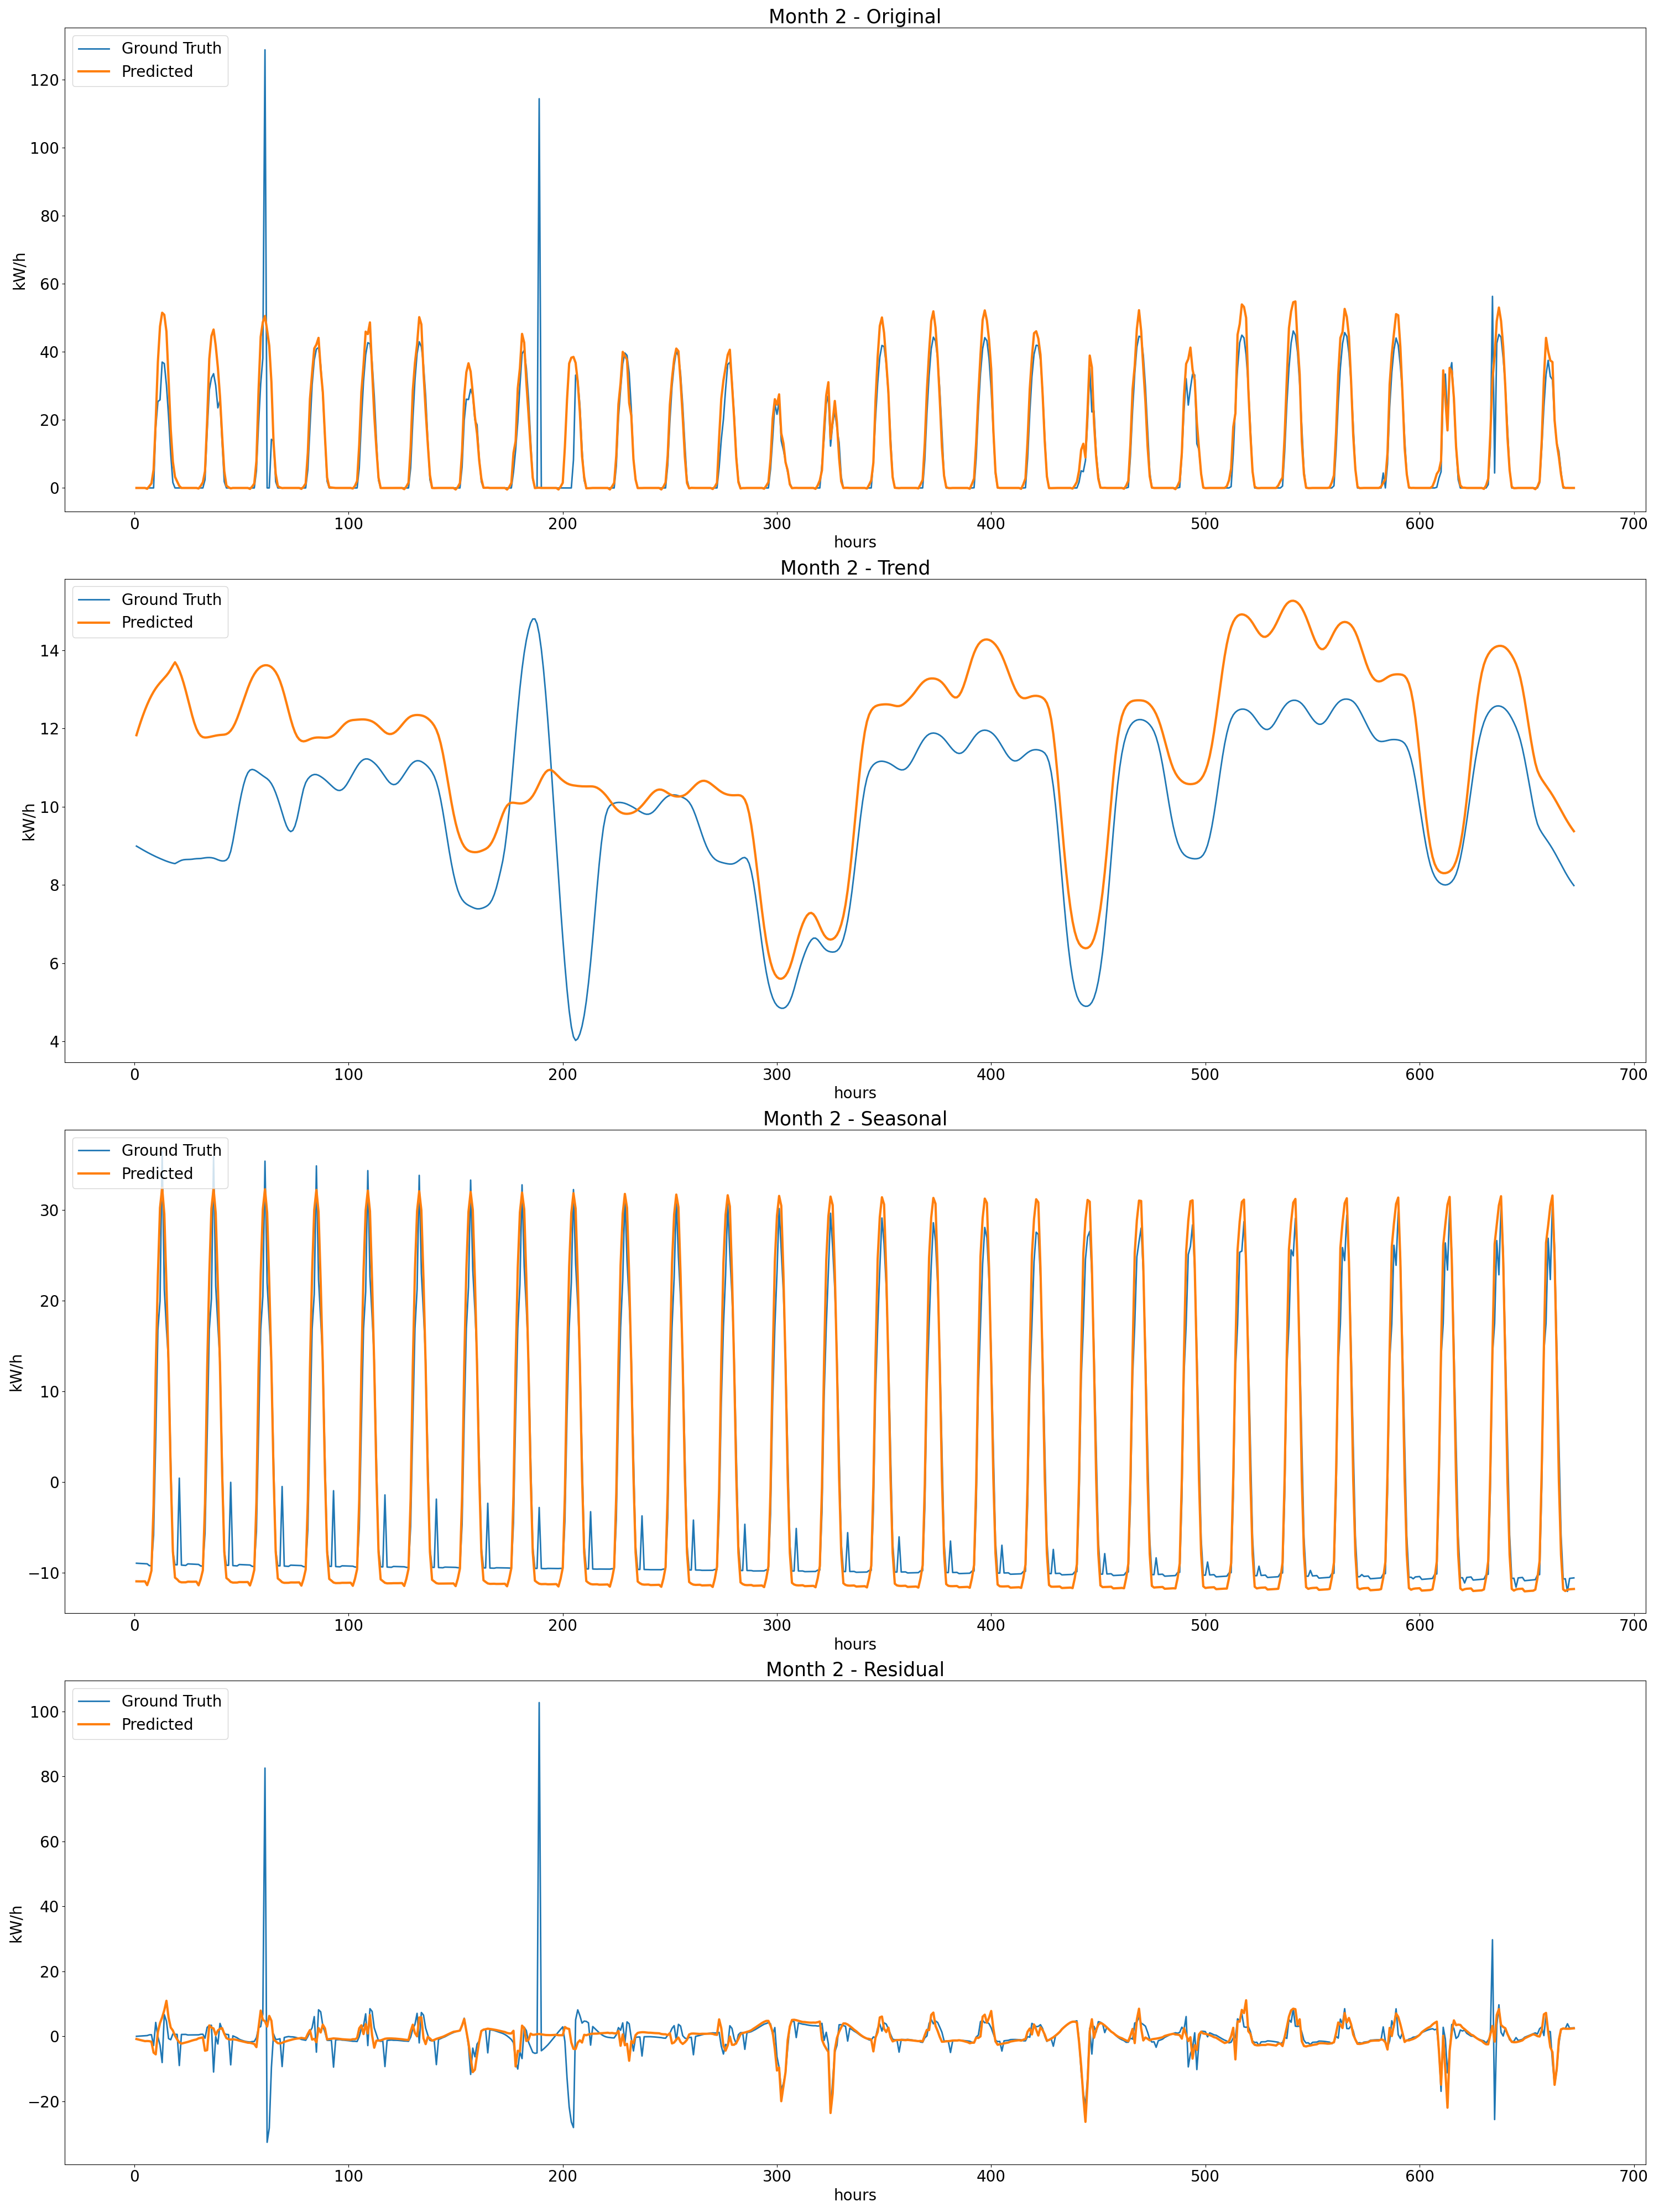 Month 2 - Original
Ground Truth
Predicted
kW/h
120
100
80
60
40
20
0
0 100 200 300 400 500 600 700
hours
Month 2 - Trend
Ground Truth
Predicted
kW/h
14
12
10
8
6
4
0 100 200 300 400 500 600 700
hours
Month 2 - Seasonal
Ground Truth
Predicted
kW/h
30
20
10
0
−10
0 100 200 300 400 500 600 700
hours
Month 2 - Residual
Ground Truth
Predicted
kW/h
100
80
60
40
20
0
−20
0 100 200 300 400 500 600 700
hours